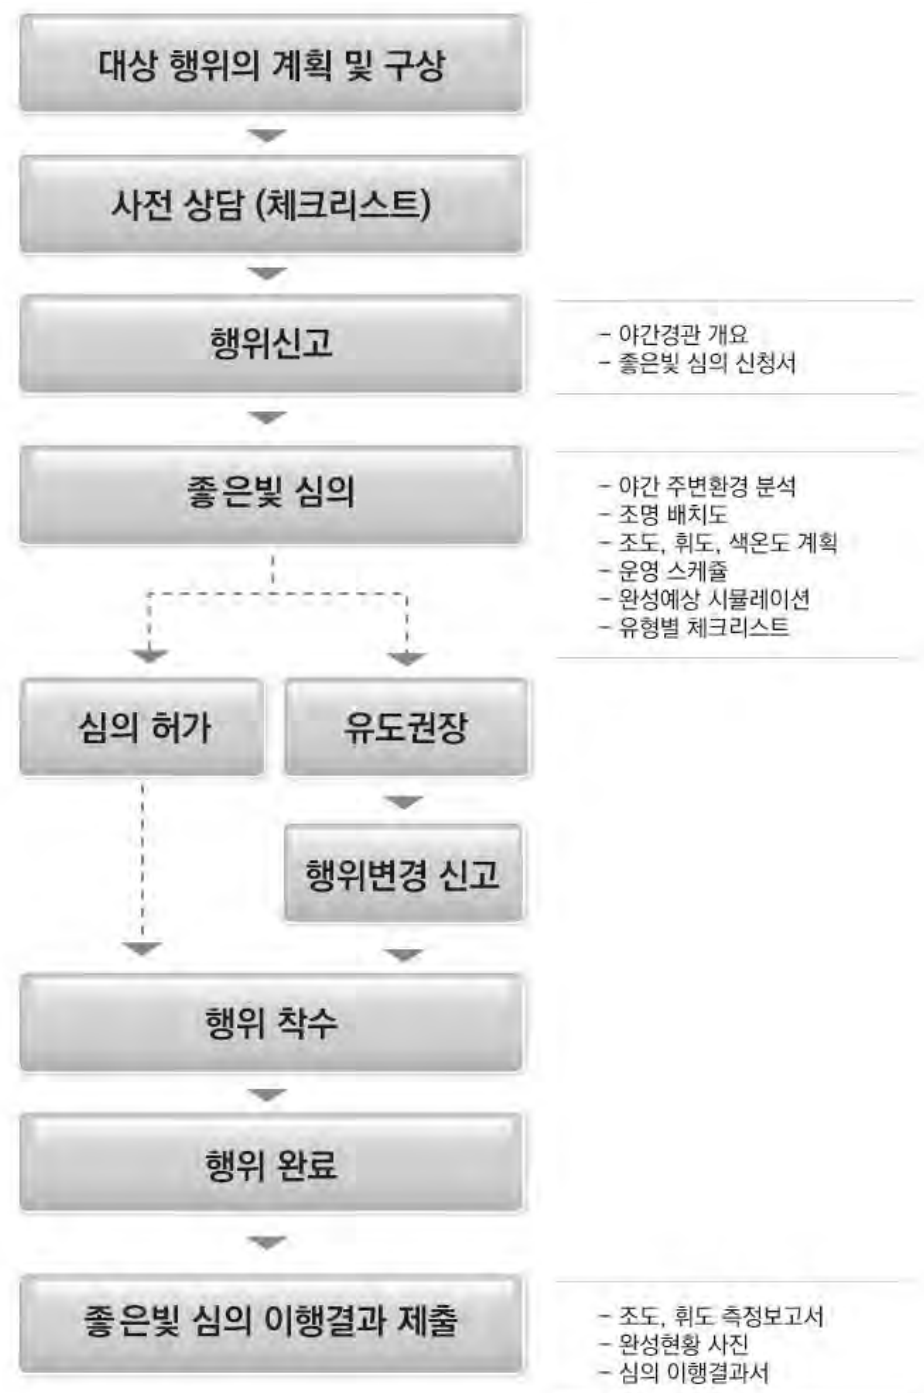 대상 행위의 계획 및 구상
사전 상담 (체크리스트)
행위신고
- 야간경관 개요
- 좋은빛 심의 신청서
좋은빛 심의
- 야간 주변환경 분석
- 조명 배치도
- 조도, 휘도, 색온도 계획
- 운영 스케쥴
- 완성예상 시뮬레이션
- 유형별 체크리스트
심의 허가
유도권장
행위변경 신고
행위 착수
행위 완료
좋은빛 심의 이행결과 제출
- 조도, 휘도 측정보고서
- 완성현황 사진
- 심의 이행결과서